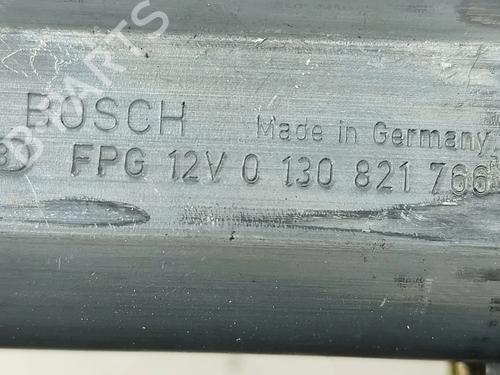 BOSCH Made in Germany
FPG 12V 0 130 821 766